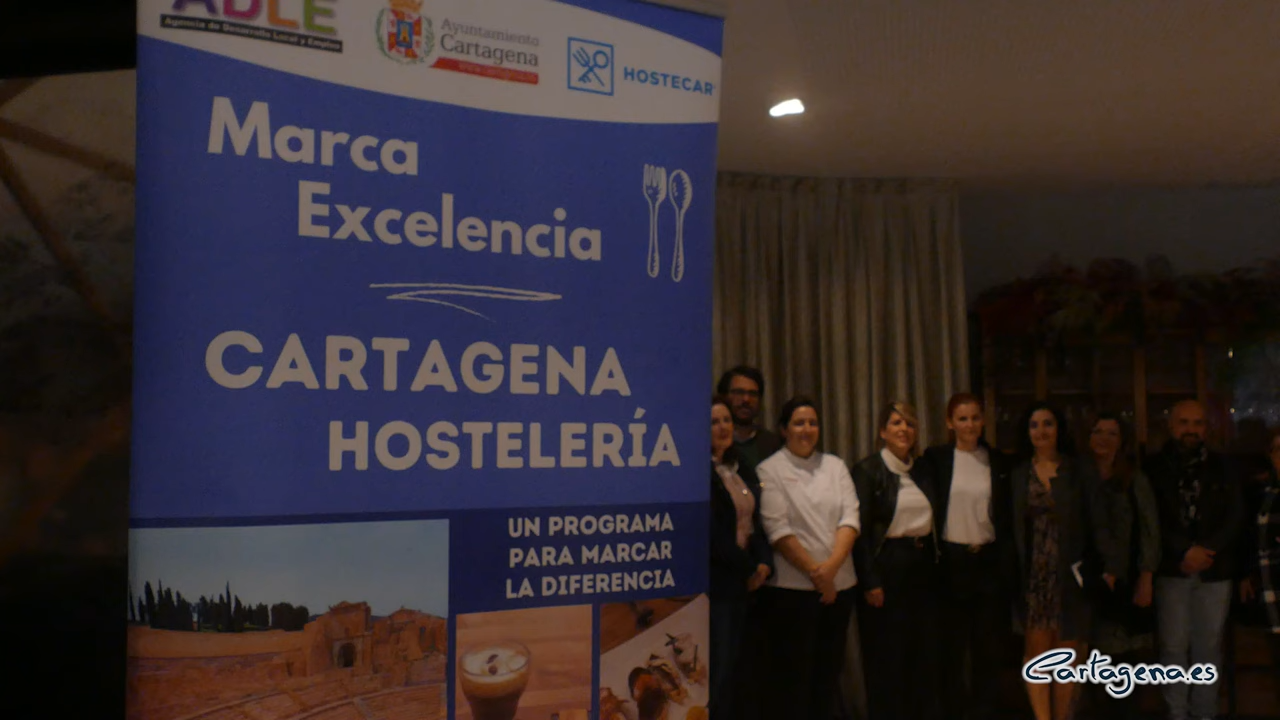 ADLE
Agencia de Desarrollo Local y Empleo
Ayuntamiento
Cartagena
HOSTECAR
Marca
Excelencia
CARTAGENA
HOSTELERÍA
UN PROGRAMA
PARA MARCAR
LA DIFERENCIA
Cartagena.es